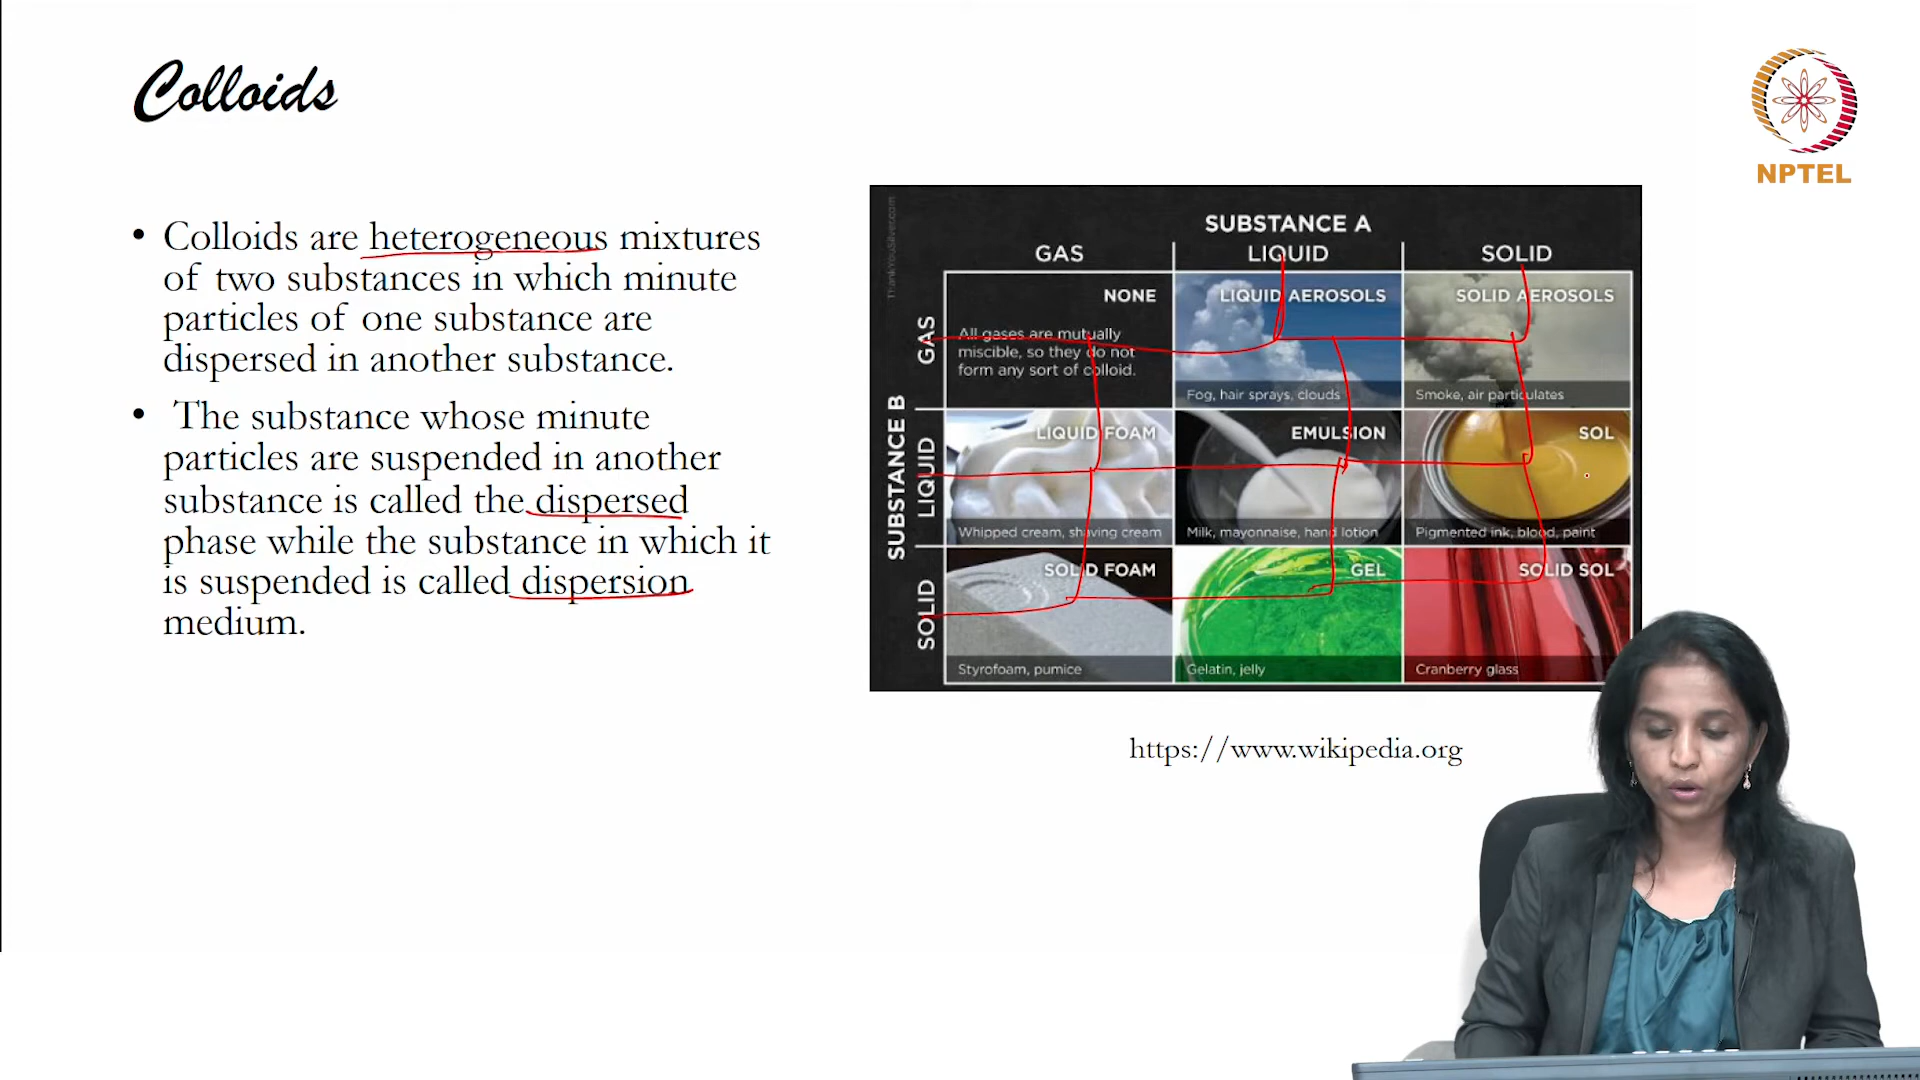 Colloids
NPTEL
• Colloids are heterogeneous mixtures
of two substances in which minute
particles of one substance are
dispersed in another substance.
• The substance whose minute
particles are suspended in another
substance is called the dispersed
phase while the substance in which it
is suspended is called dispersion
medium.
ThankYouSilver.com
SUBSTANCE A
GAS LIQUID SOLID
SUBSTANCE B
GAS
NONE
All gases are mutually
miscible, so they do not
form any sort of colloid.
LIQUID AEROSOLS
Fog, hair sprays, clouds
SOLID AEROSOLS
Smoke, air particulates
LIQUID
LIQUID FOAM
Whipped cream, shaving cream
EMULSION
Milk, mayonnaise, hand lotion
SOL
Pigmented ink, blood, paint
SOLID
SOLID FOAM
Styrofoam, pumice
GEL
Gelatin, jelly
SOLID SOL
Cranberry glass
https://www.wikipedia.org